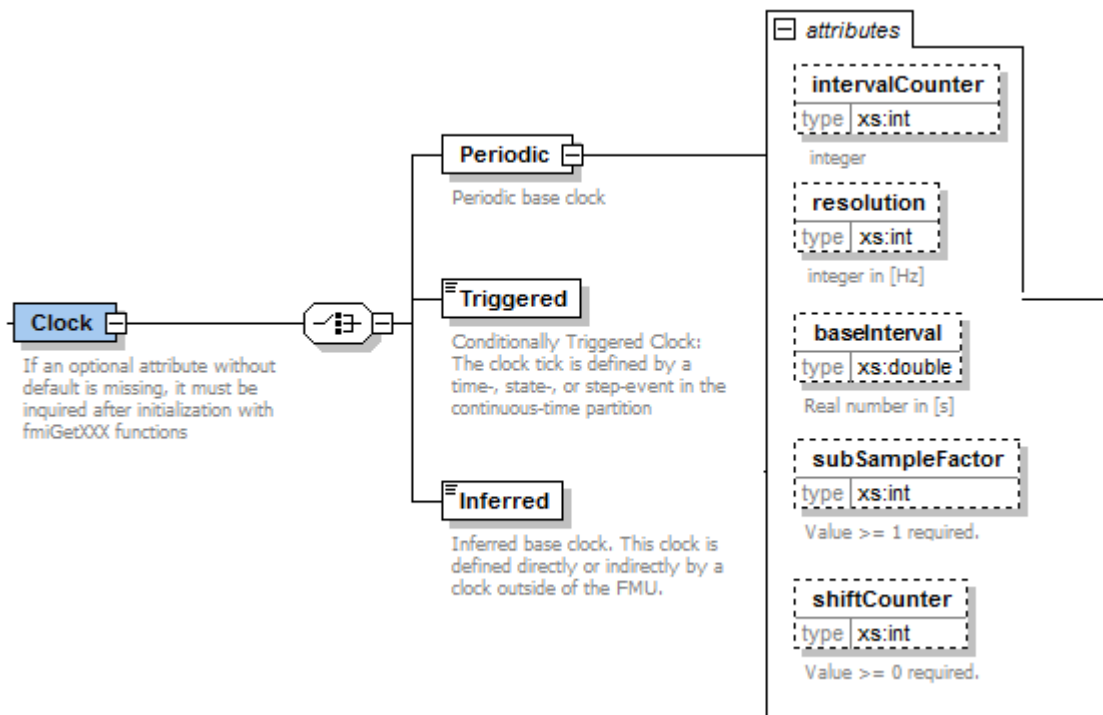 attributes
intervalCounter
type xs:int
integer
resolution
type xs:int
integer in [Hz]
baseInterval
type xs:double
Real number in [s]
subSampleFactor
type xs:int
Value >= 1 required.
shiftCounter
type xs:int
Value >= 0 required.
Periodic
Periodic base clock
Triggered
Conditionally Triggered Clock:
The clock tick is defined by a
time-, state-, or step-event in the
continuous-time partition
Inferred
Inferred base clock. This clock is
defined directly or indirectly by a
clock outside of the FMU.
Clock
If an optional attribute without
default is missing, it must be
inquired after initialization with
fmiGetXXX functions